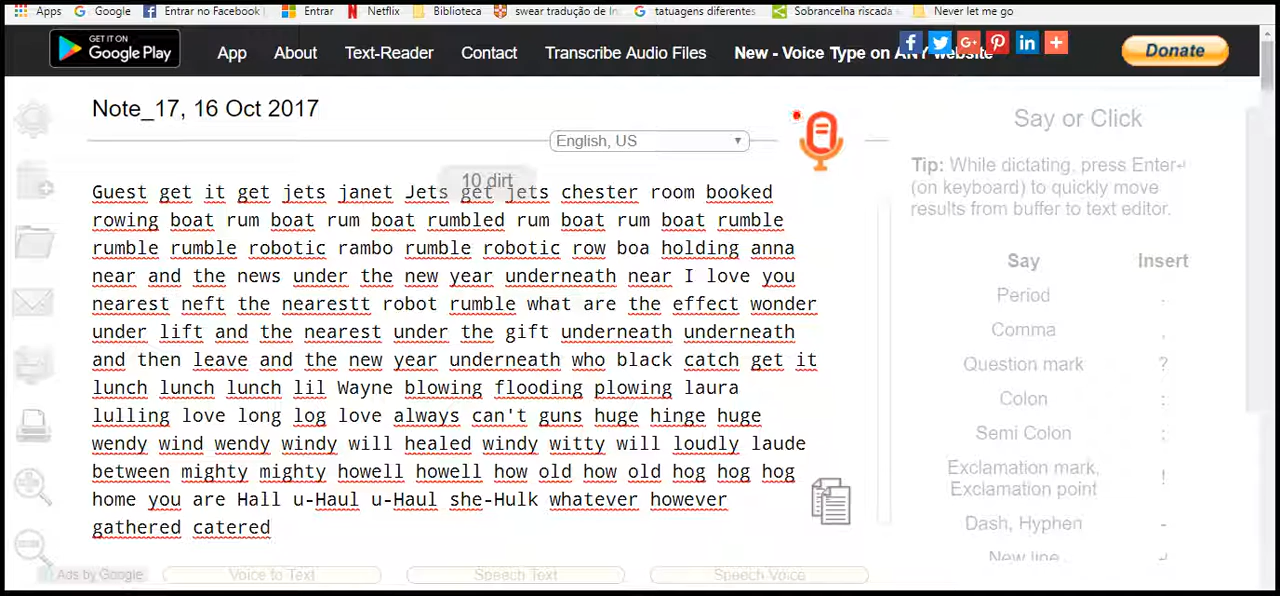 Apps Google Entrar no Facebook Entrar Netflix Biblioteca swear tradução de In tatuagens diferentes Sobrancelha riscada Never let me go
GET IT ON Google Play App About Text-Reader Contact Transcribe Audio Files New - Voice Type on ANY website Donate
Note_17, 16 Oct 2017
English, US
10 dirt
Guest get it get jets janet Jets get jets chester room booked
rowing boat rum boat rum boat rumbled rum boat rum boat rumble
rumble rumble robotic rambo rumble robotic row boa holding anna
near and the news under the new year underneath near I love you
nearest neft the nearestt robot rumble what are the effect wonder
under lift and the nearest under the gift underneath underneath
and then leave and the new year underneath who black catch get it
lunch lunch lunch lil Wayne blowing flooding plowing laura
lulling love long log love always can't guns huge hinge huge
wendy wind wendy windy will healed windy witty will loudly laude
between mighty mighty howell howell how old how old hog hog hog
home you are Hall u-Haul u-Haul she-Hulk whatever however
gathered catered
Say or Click
Tip: While dictating, press Enter↵
(on keyboard) to quickly move
results from buffer to text editor.
Say Insert
Period .
Comma ,
Question mark ?
Colon :
Semi Colon ;
Exclamation mark,
Exclamation point !
Dash, Hyphen -
New line ↵
Ads by Google Voice to Text Speech Text Speech Voice